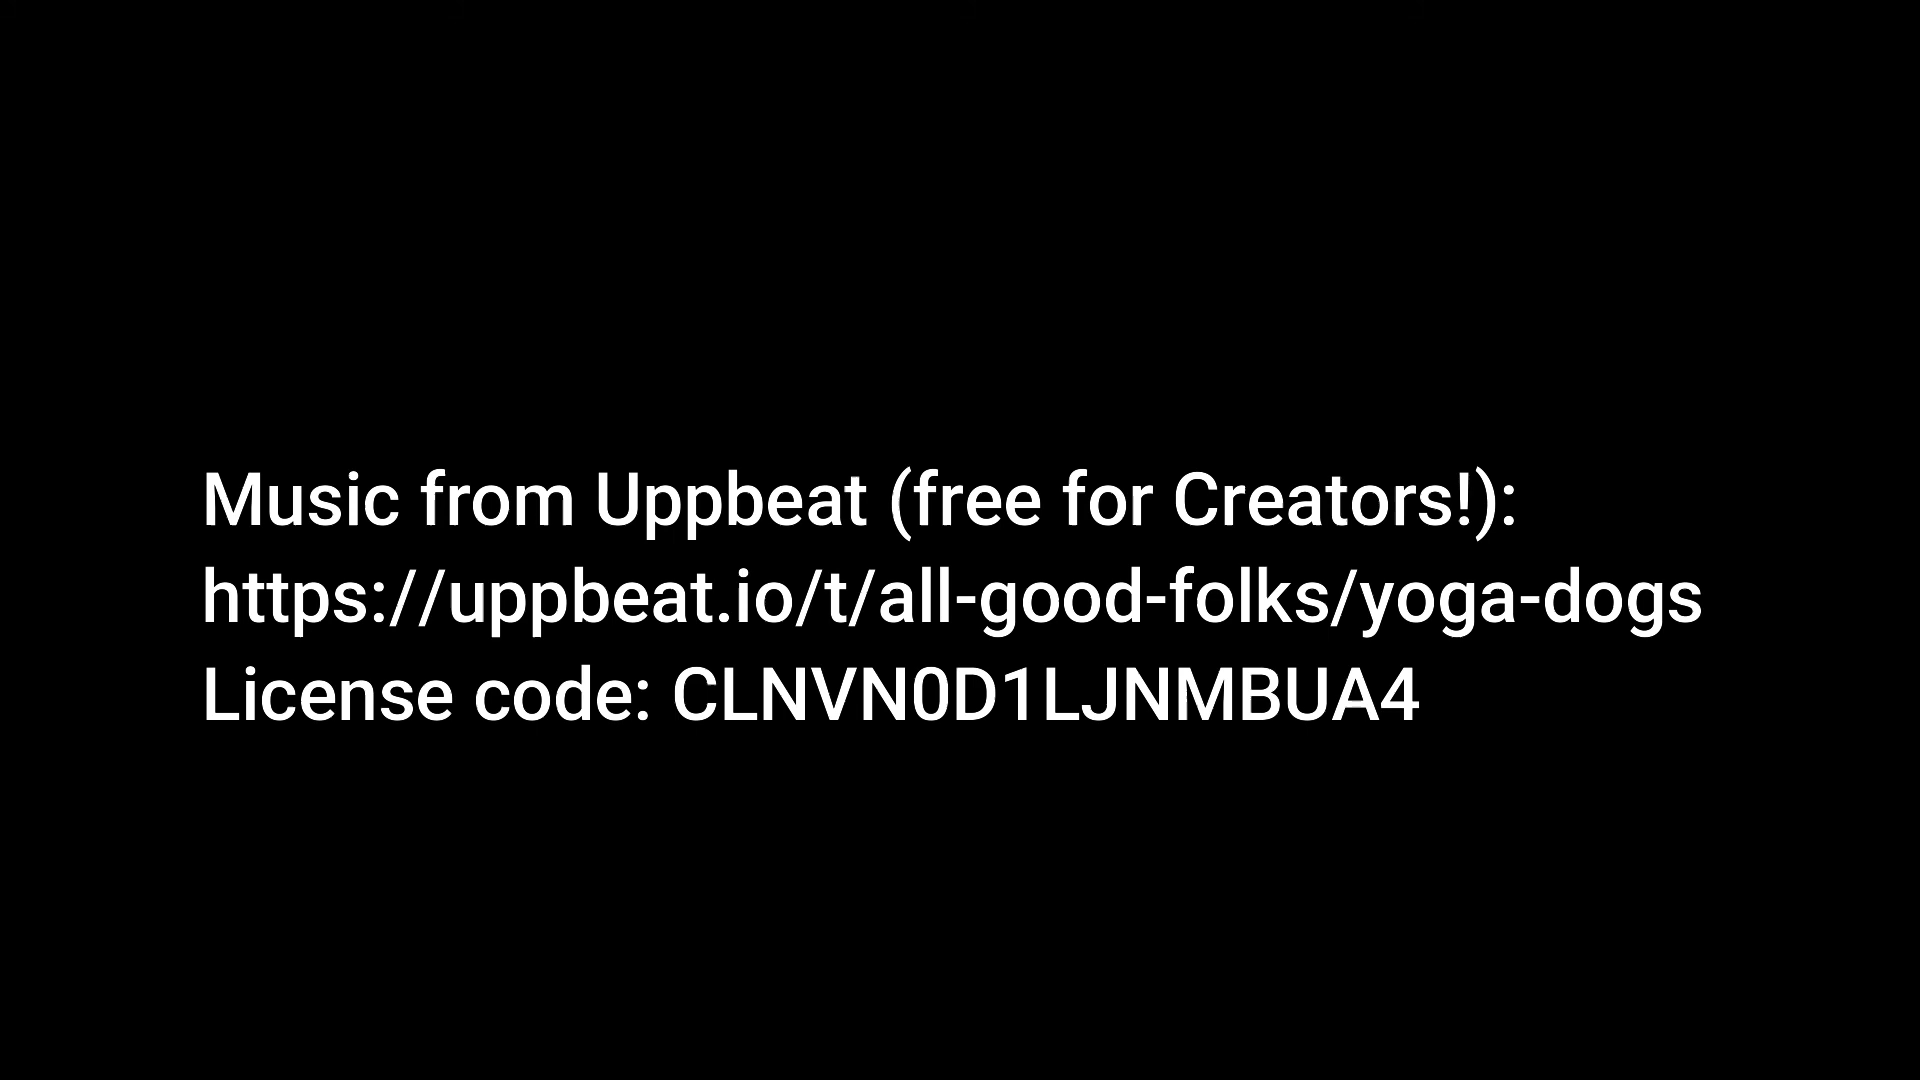 Music from Uppbeat (free for Creators!):
https://uppbeat.io/t/all-good-folks/yoga-dogs
License code: CLNVN0D1LJNMBUA4